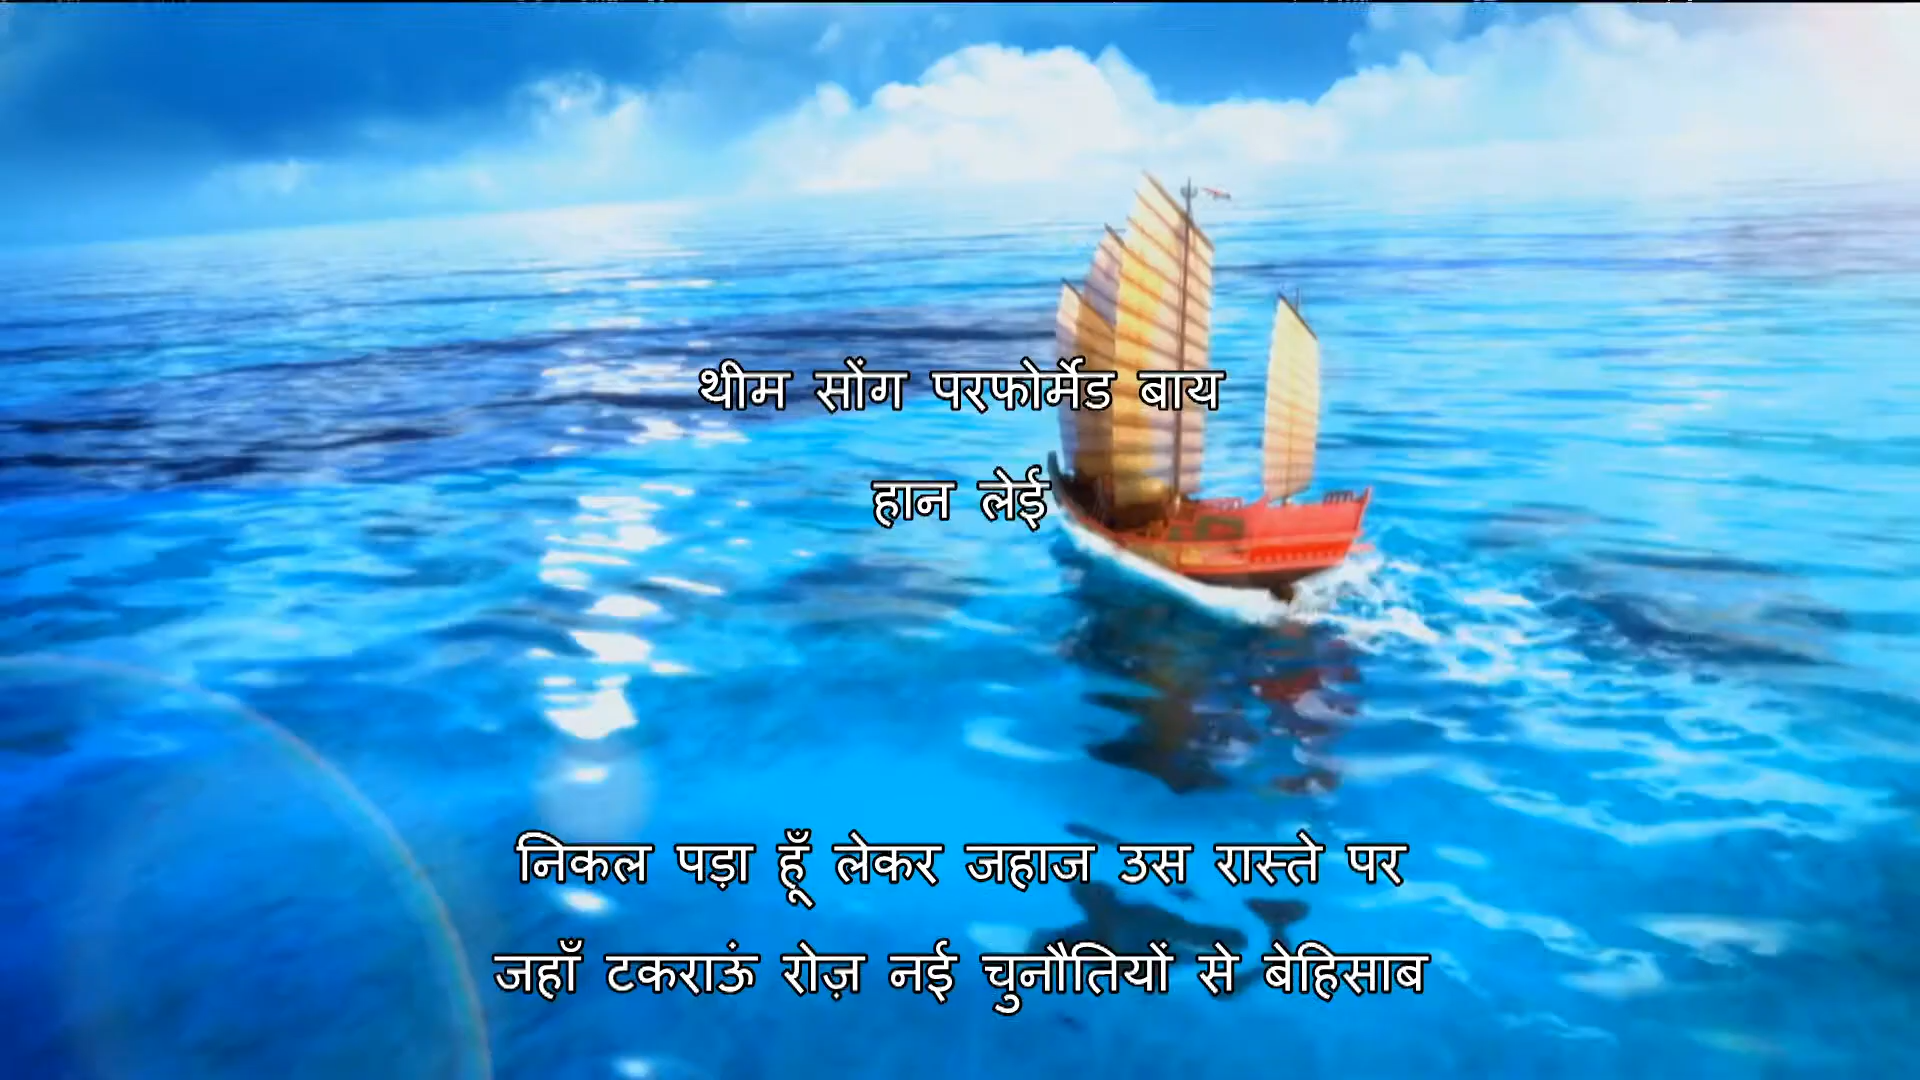 थीम सोंग परफोर्मेड बाय
हान लेई
निकल पड़ा हूँ लेकर जहाज उस रास्ते पर
जहाँ टकराऊं रोज़ नई चुनौतियों से बेहिसाब